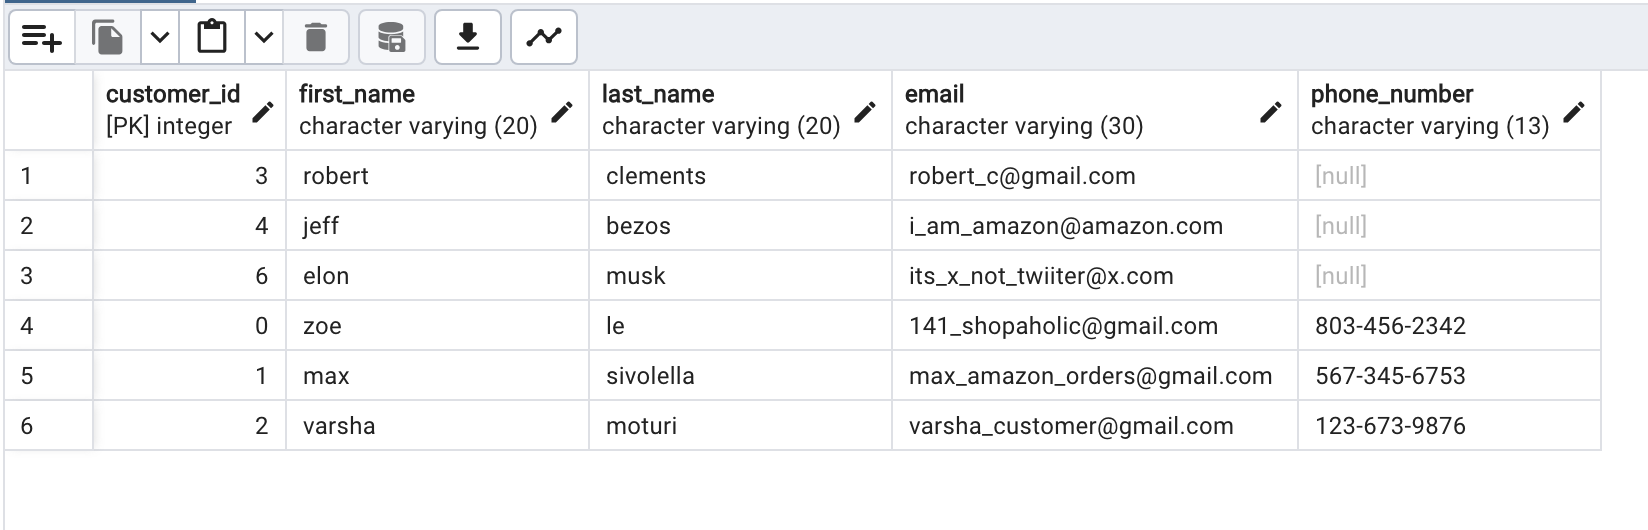 customer_id first_name last_name email phone_number
[PK] integer character varying (20) character varying (20) character varying (30) character varying (13)
1 3 robert clements robert_c@gmail.com [null]
2 4 jeff bezos i_am_amazon@amazon.com [null]
3 6 elon musk its_x_not_twiiter@x.com [null]
4 0 zoe le 141_shopaholic@gmail.com 803-456-2342
5 1 max sivolella max_amazon_orders@gmail.com 567-345-6753
6 2 varsha moturi varsha_customer@gmail.com 123-673-9876